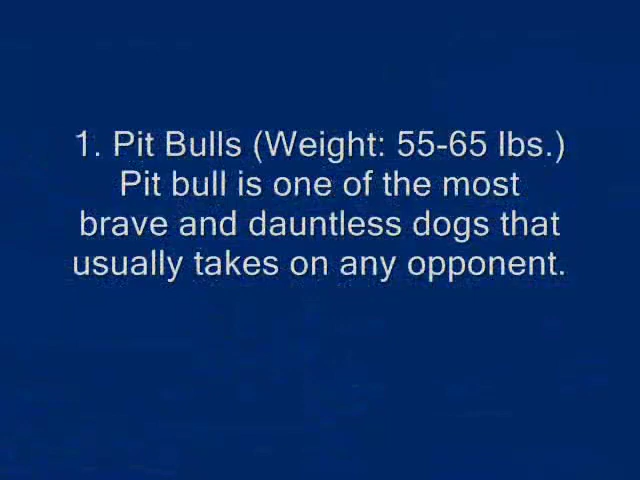 1. Pit Bulls (Weight: 55-65 lbs.)
Pit bull is one of the most
brave and dauntless dogs that
usually takes on any opponent.